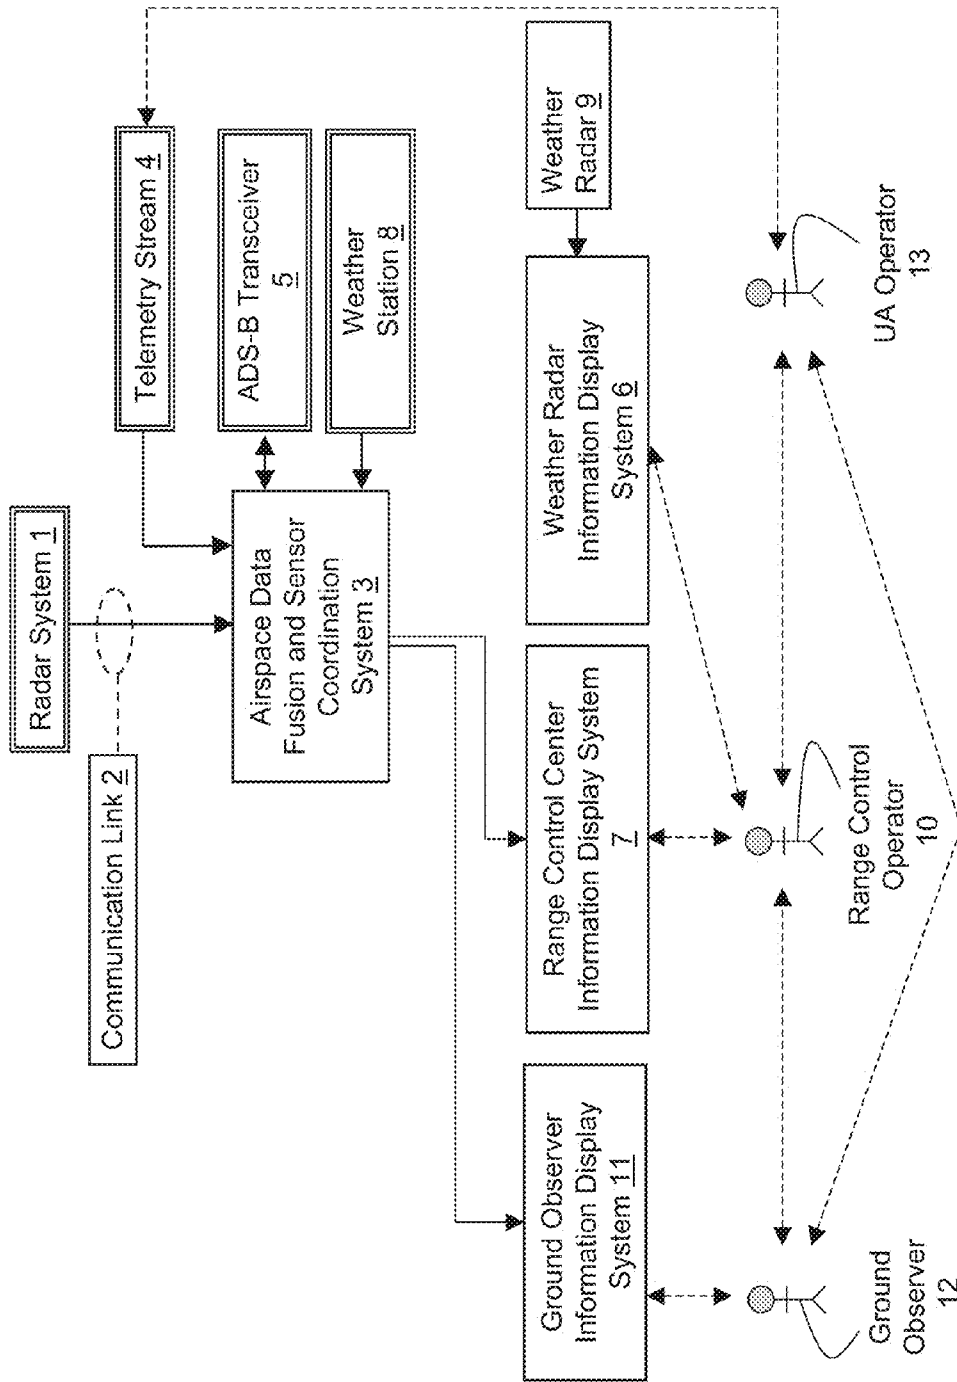 Radar System 1
Communication Link 2
Telemetry Stream 4
ADS-B Transceiver
5
Weather
Station 8
Airspace Data
Fusion and Sensor
Coordination
System 3
Ground Observer
Information Display
System 11
Range Control Center
Information Display System
7
Weather Radar
Information Display
System 6
Weather
Radar 9
Ground
Observer
12
Range Control
Operator
10
UA Operator
13